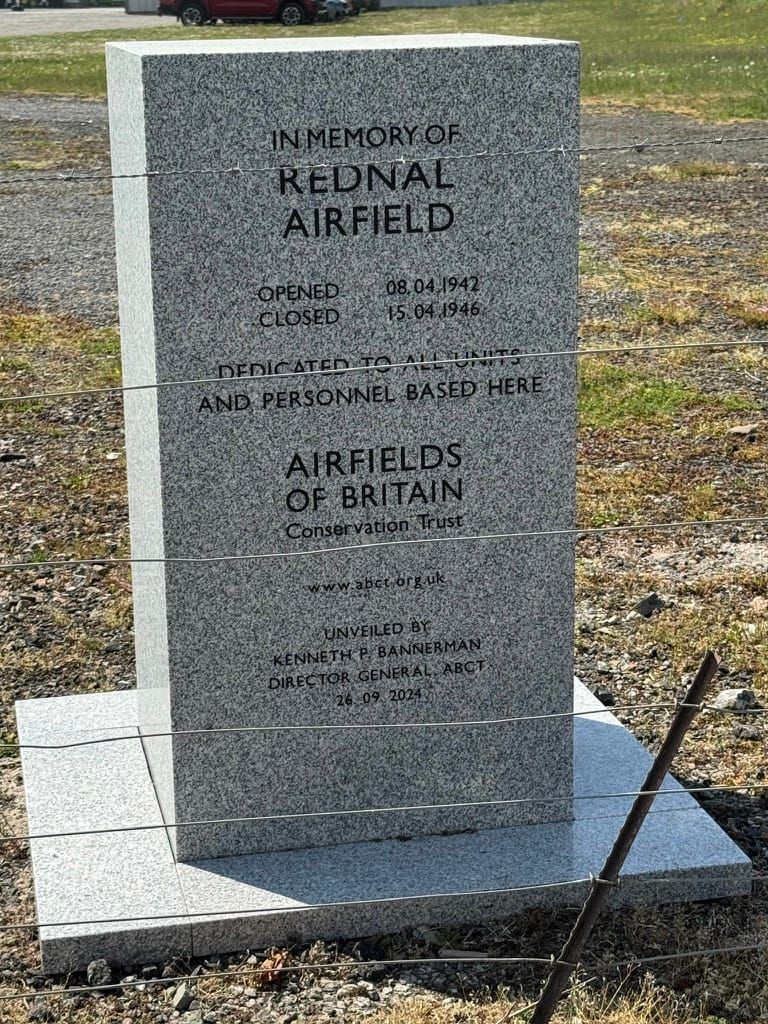 IN MEMORY OF
REDNAL
AIRFIELD
OPENED 08.04.1942
CLOSED 15.04.1946
DEDICATED TO ALL UNITS
AND PERSONNEL BASED HERE
AIRFIELDS
OF BRITAIN
Conservation Trust
www.abct.org.uk
UNVEILED BY
KENNETH P. BANNERMAN
DIRECTOR GENERAL, ABCT
26. 09. 2024